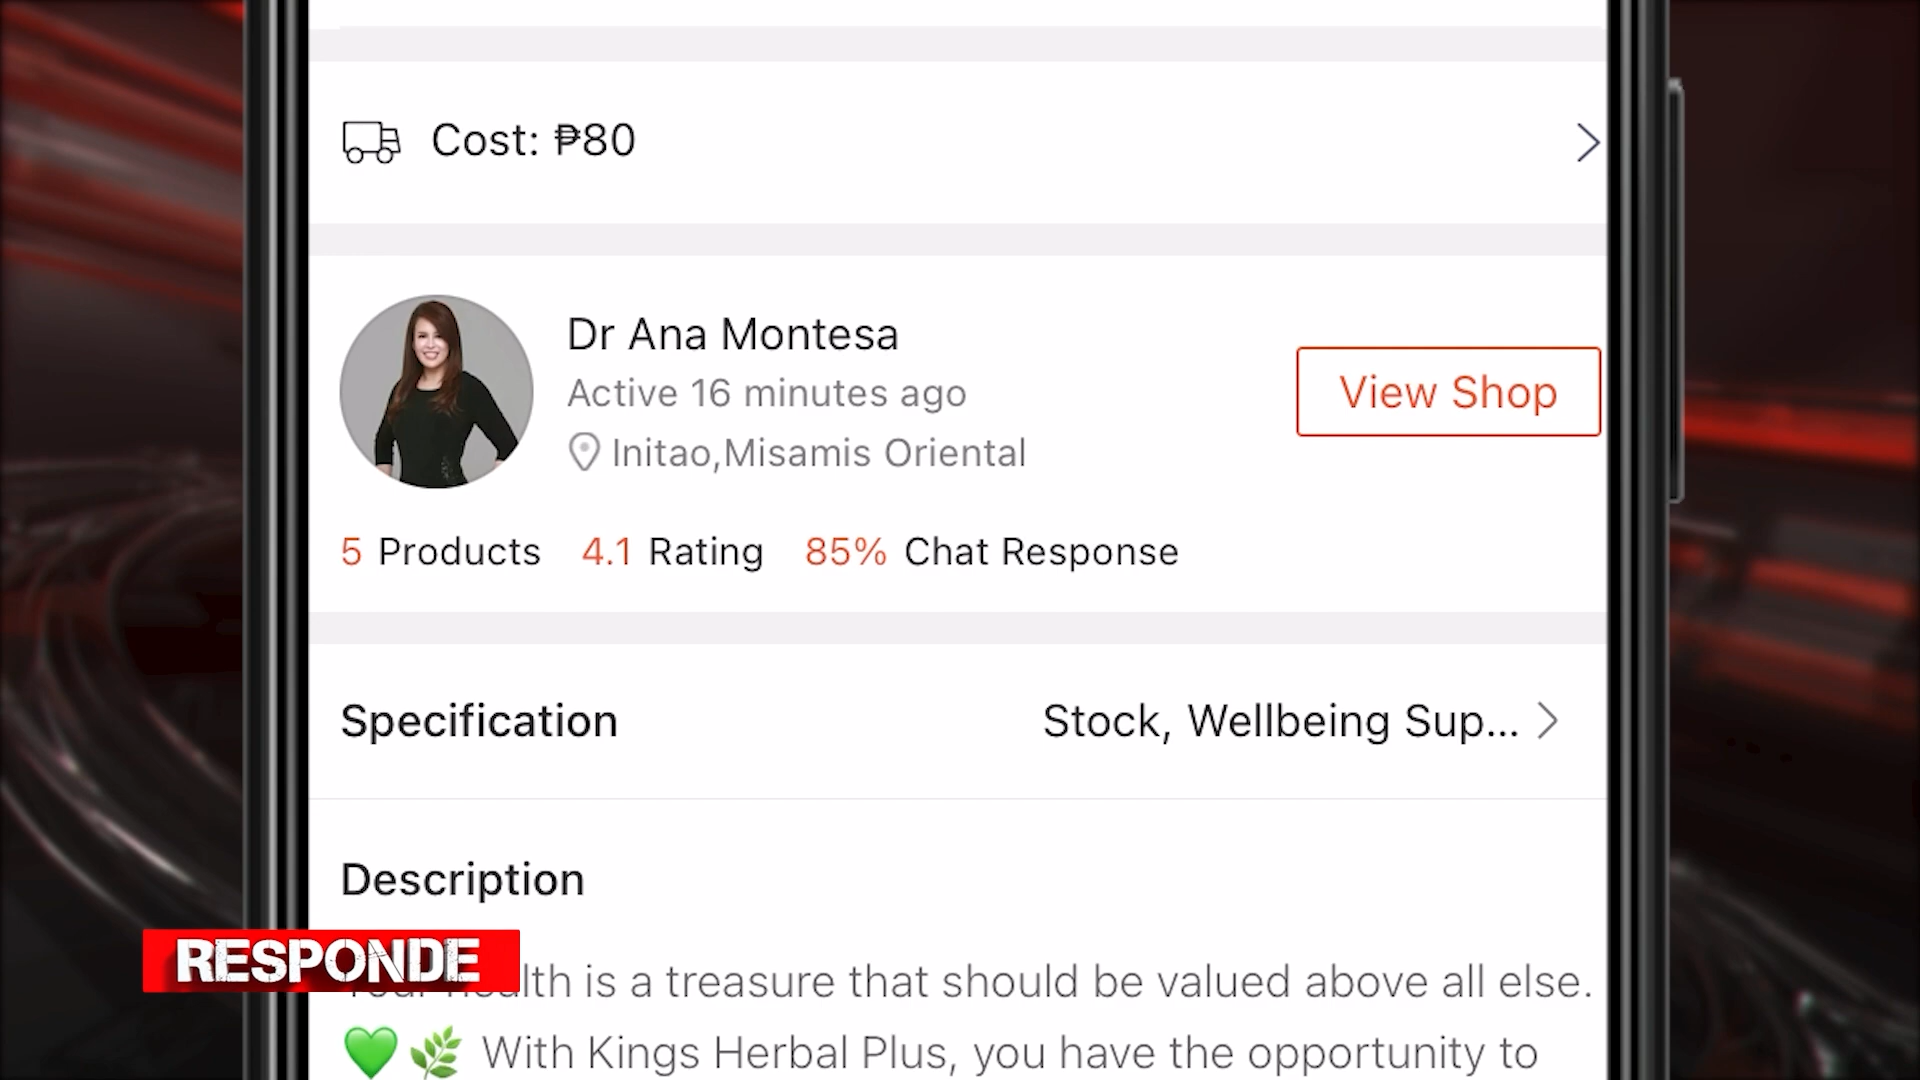 Cost: ₱80
Dr Ana Montesa
Active 16 minutes ago
View Shop
Initao,Misamis Oriental
5 Products 4.1 Rating 85% Chat Response
Specification Stock, Wellbeing Sup...
Description
RESPONDE
Your health is a treasure that should be valued above all else.
💚🌿 With Kings Herbal Plus, you have the opportunity to